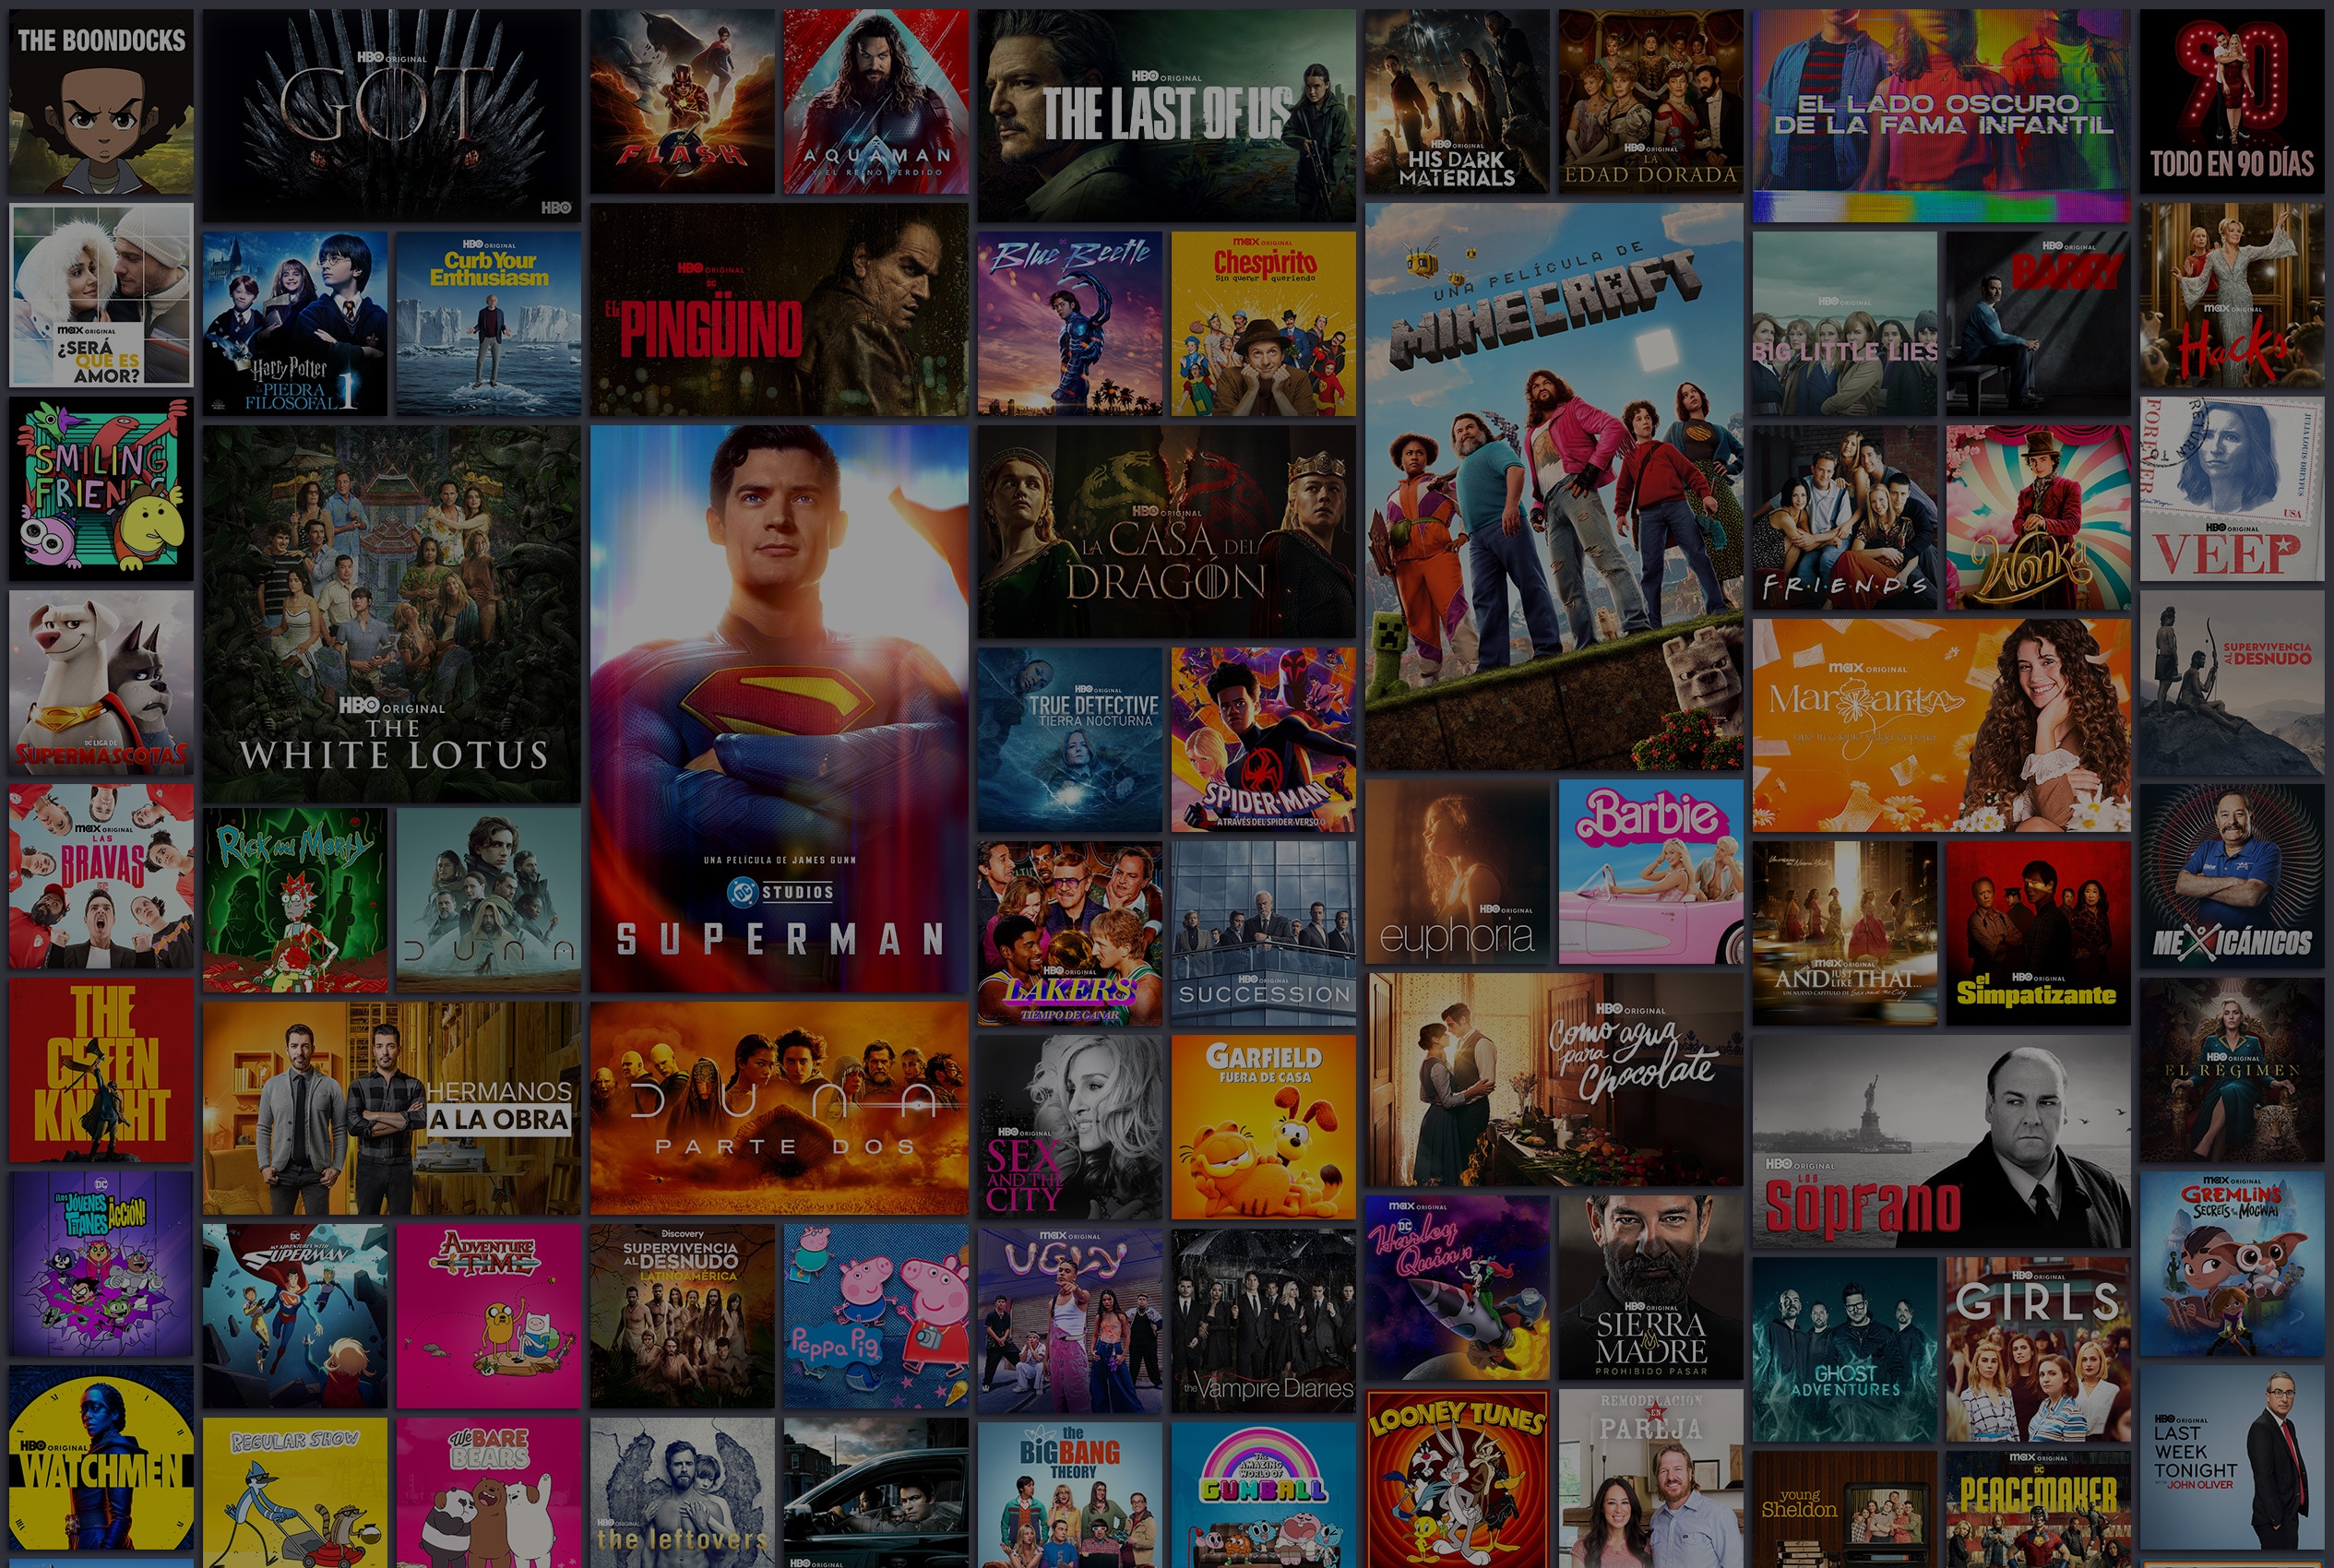 THE BOONDOCKS
HBO ORIGINAL
GOT
HBO
FLASH
AQUAMAN
Y EL REINO PERDIDO
HBO ORIGINAL
THE LAST OF US
HBO ORIGINAL
HIS DARK
MATERIALS
HBO ORIGINAL
LA
EDAD DORADA
EL LADO OSCURO
DE LA FAMA INFANTIL
90
TODO EN 90 DÍAS
max ORIGINAL
¿SERÁ
QUE ES
AMOR?
Harry Potter
PIEDRA
FILOSOFAL 1
HBO ORIGINAL
Curb Your
Enthusiasm
HBO ORIGINAL
DC
EL
PINGÜINO
Blue Beetle
max ORIGINAL
Chespirito
Sin querer queriendo
UNA PELÍCULA DE
MINECRAFT
HBO ORIGINAL
BIG LITTLE LIES
HBO ORIGINAL
BARRY
max ORIGINAL
Hacks
SMILING
FRIENDS
HBO ORIGINAL
THE
WHITE LOTUS
UNA PELÍCULA DE JAMES GUNN
DC STUDIOS
SUPERMAN
HBO ORIGINAL
LA CASA DEL
DRAGÓN
F·R·I·E·N·D·S
Wonka
FOREVER
JULIA LOUIS-DREYFUS
USA
HBO ORIGINAL
VEEP
DC LIGA DE
SUPERMASCOTAS
HBO ORIGINAL
TRUE DETECTIVE
TIERRA NOCTURNA
SPIDER-MAN
A TRAVÉS DEL SPIDER-VERSO
max ORIGINAL
Margarita
SUPERVIVENCIA
AL DESNUDO
max ORIGINAL
LAS
BRAVAS
FC
Rick and Morty
DUNA
HBO ORIGINAL
LAKERS
TIEMPO DE GANAR
HBO ORIGINAL
SUCCESSION
HBO ORIGINAL
euphoria
Barbie
max ORIGINAL
AND JUST
LIKE THAT...
UN NUEVO CAPÍTULO DE Sex and the City
HBO ORIGINAL
el
Simpatizante
MEXICÁNICOS
THE
GREEN
KNIGHT
HERMANOS
A LA OBRA
DUNA
PARTE DOS
HBO ORIGINAL
SEX
AND THE
CITY
GARFIELD
FUERA DE CASA
HBO ORIGINAL
Como agua
para
Chocolate
HBO ORIGINAL
LOS
Soprano
HBO ORIGINAL
EL RÉGIMEN
DC
¡LOS
JÓVENES
TITANES
EN
ACCIÓN!
DC
MY ADVENTURES WITH
SUPERMAN
ADVENTURE
TIME
Discovery
SUPERVIVENCIA
AL DESNUDO
LATINOAMÉRICA
Peppa Pig
max ORIGINAL
UGLY
the Vampire Diaries
max ORIGINAL
DC
Harley
Quinn
HBO ORIGINAL
SIERRA
MADRE
PROHIBIDO PASAR
GHOST
ADVENTURES
HBO ORIGINAL
GIRLS
max ORIGINAL
GREMLINS
SECRETS OF THE MOGWAI
HBO ORIGINAL
WATCHMEN
REGULAR SHOW
We BARE
BEARS
HBO ORIGINAL
the leftovers
HBO ORIGINAL
the
BIG BANG
THEORY
THE
AMAZING
WORLD OF
GUMBALL
LOONEY TUNES
REMODELACIÓN
EN
PAREJA
young
Sheldon
max ORIGINAL
DC
PEACEMAKER
HBO ORIGINAL
LAST
WEEK
TONIGHT
WITH JOHN OLIVER